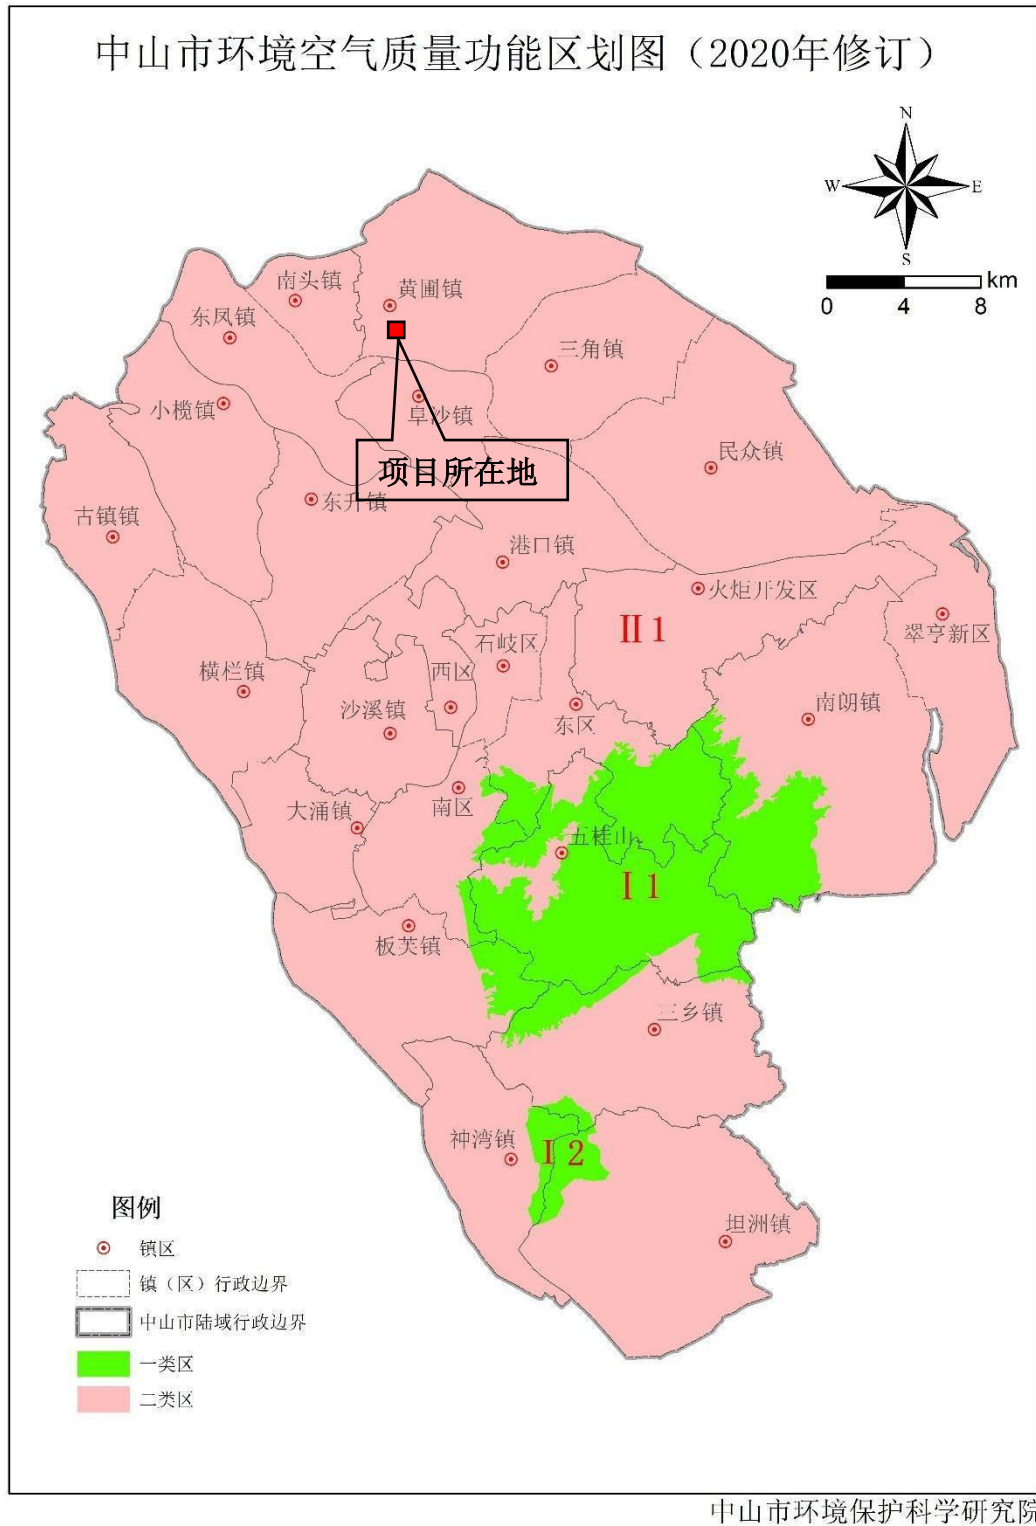 中山市环境空气质量功能区划图（2020年修订）
N
W
E
S
km
0
4
8
南头镇
黄圃镇
东凤镇
三角镇
小榄镇
阜沙镇
民众镇
项目所在地
东升镇
古镇镇
港口镇
火炬开发区
II 1
翠亨新区
石岐区
西区
横栏镇
沙溪镇
东区
南朗镇
南区
大涌镇
五桂山
I 1
板芙镇
三乡镇
神湾镇
I 2
坦洲镇
图例
镇区
镇（区）行政边界
中山市陆域行政边界
一类区
二类区
中山市环境保护科学研究院